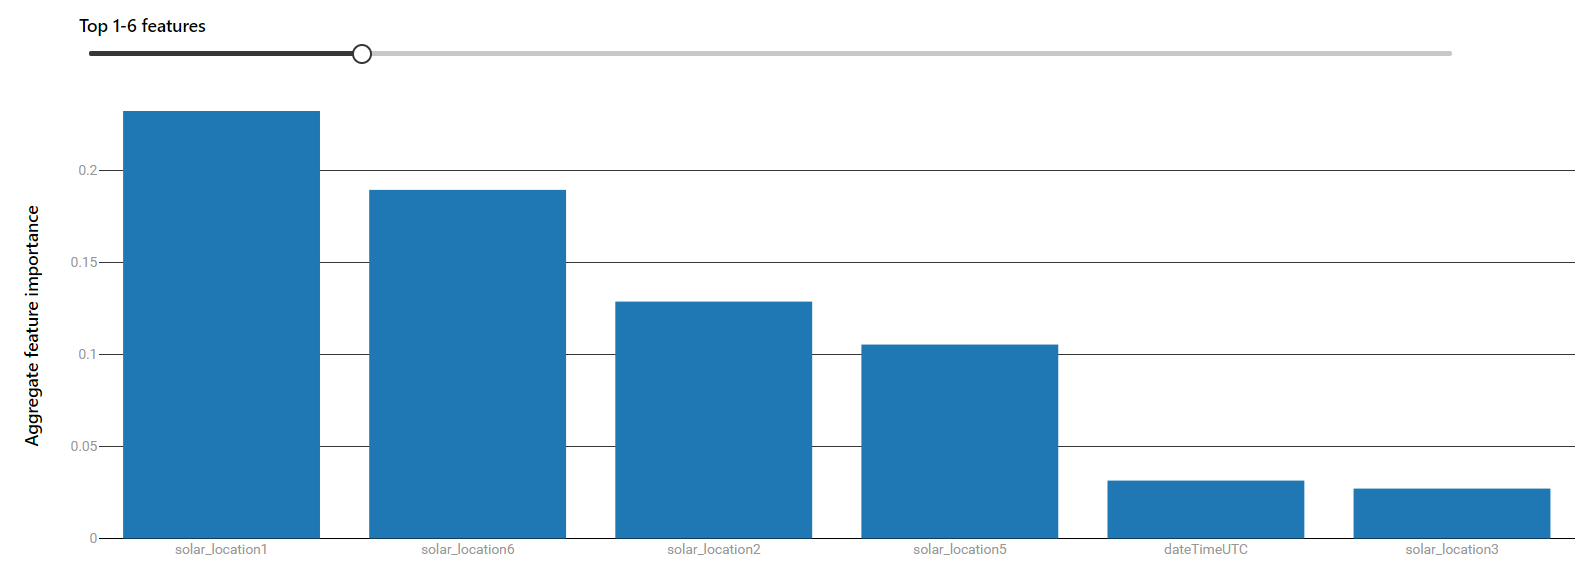 Top 1-6 features
Aggregate feature importance
0.2
0.15
0.1
0.05
0
solar_location1
solar_location6
solar_location2
solar_location5
dateTimeUTC
solar_location3